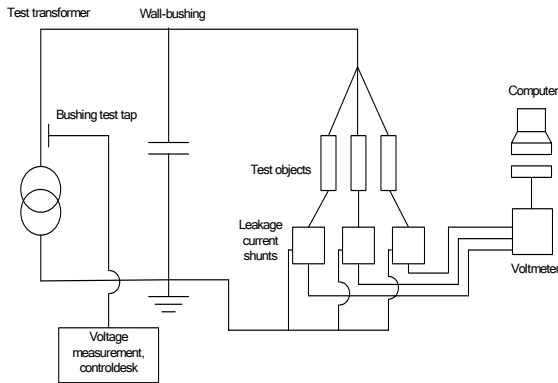 Test transformer
Wall-bushing
Bushing test tap
Computer
Test objects
Leakage
current
shunts
Voltmeter
Voltage
measurement,
controldesk